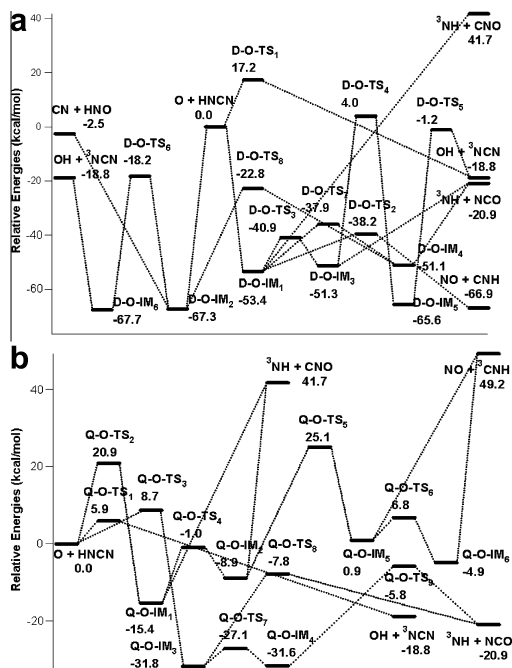 a
Relative Energies (kcal/mol)
40
20
0
-20
-40
-60
³NH + CNO
41.7
D-O-TS₁
17.2
O + HNCN
0.0
D-O-TS₄
4.0
D-O-TS₅
-1.2
CN + HNO
-2.5
OH + ³NCN
-18.8
D-O-TS₆
-18.2
D-O-TS₈
-22.8
OH + ³NCN
-18.8
³NH + NCO
-20.9
D-O-TS₃
-40.9
-37.9
D-O-TS₂
-38.2
D-O-IM₆
-67.7
D-O-IM₂
-67.3
D-O-IM₁
-53.4
D-O-IM₃
-51.3
D-O-IM₄
-51.1
D-O-IM₅
-65.6
NO + CNH
-66.9
b
Relative Energies (kcal/mol)
40
20
0
-20
³NH + CNO
41.7
NO + ³CNH
49.2
Q-O-TS₂
20.9
Q-O-TS₁
5.9
Q-O-TS₃
8.7
Q-O-TS₅
25.1
Q-O-TS₄
-1.0
Q-O-TS₆
6.8
O + HNCN
0.0
Q-O-IM₂
-8.9
Q-O-TS₈
-7.8
Q-O-IM₅
0.9
Q-O-TS₉
-5.8
Q-O-IM₆
-4.9
Q-O-IM₁
-15.4
Q-O-IM₃
-31.8
Q-O-TS₇
-27.1
Q-O-IM₄
-31.6
OH + ³NCN
-18.8
³NH + NCO
-20.9